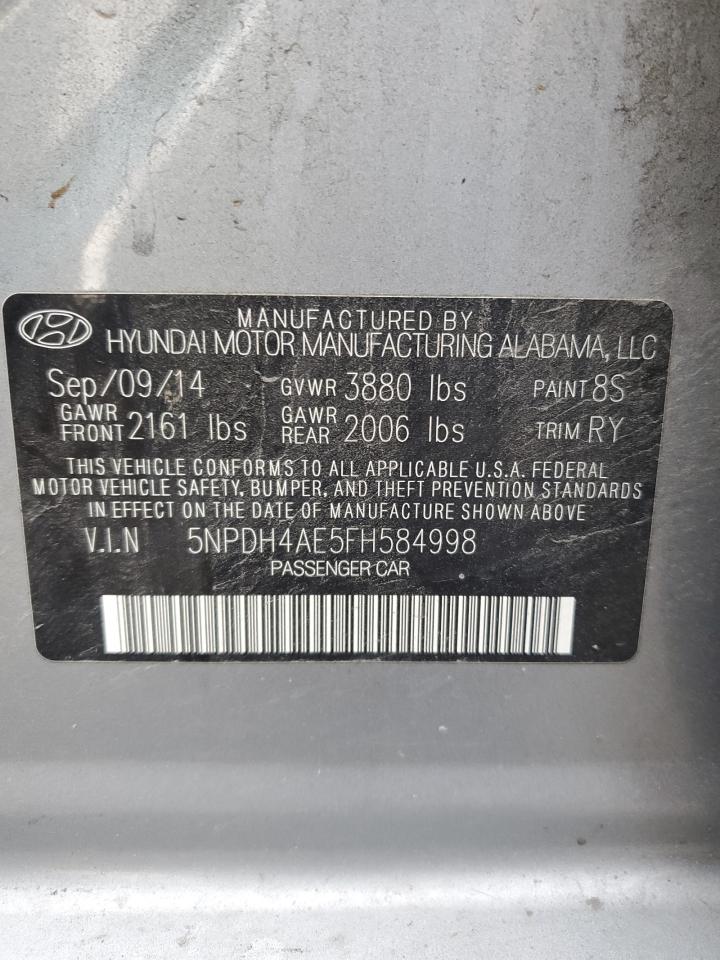 MANUFACTURED BY
HYUNDAI MOTOR MANUFACTURING ALABAMA, LLC
Sep/09/14 GVWR 3880 lbs PAINT 8S
GAWR FRONT 2161 lbs GAWR REAR 2006 lbs TRIM RY
THIS VEHICLE CONFORMS TO ALL APPLICABLE U.S.A. FEDERAL
MOTOR VEHICLE SAFETY, BUMPER, AND THEFT PREVENTION STANDARDS
IN EFFECT ON THE DATE OF MANUFACTURE SHOWN ABOVE.
V.I.N 5NPDH4AE5FH584998
PASSENGER CAR